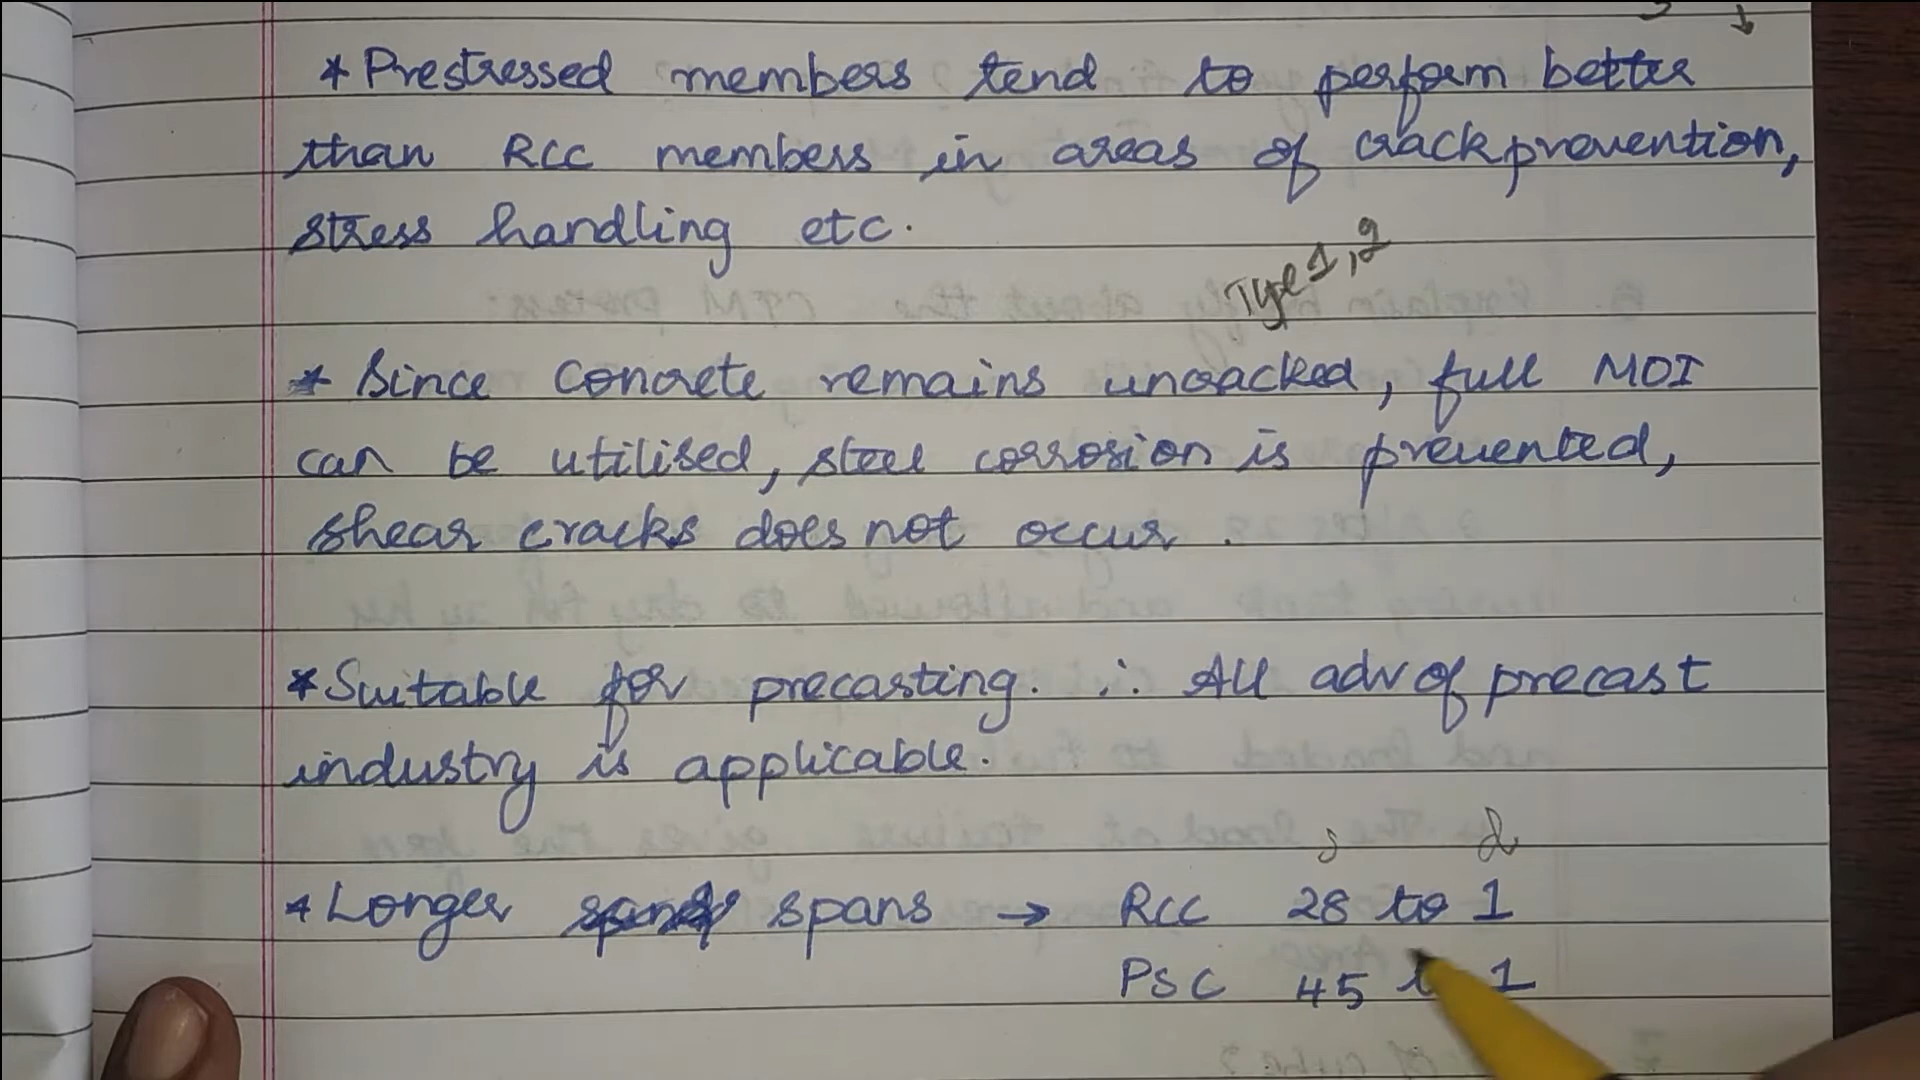 * Prestressed members tend to perform better
than RCC members in areas of crack prevention,
stress handling etc.
Type 1,2
* Since concrete remains uncracked, full MOI
can be utilised, steel corrosion is prevented,
shear cracks does not occur.
* Suitable for precasting. ∴ All adv of precast
industry is applicable.
s d
* Longer spans → RCC 28 to 1
PSC 45 1